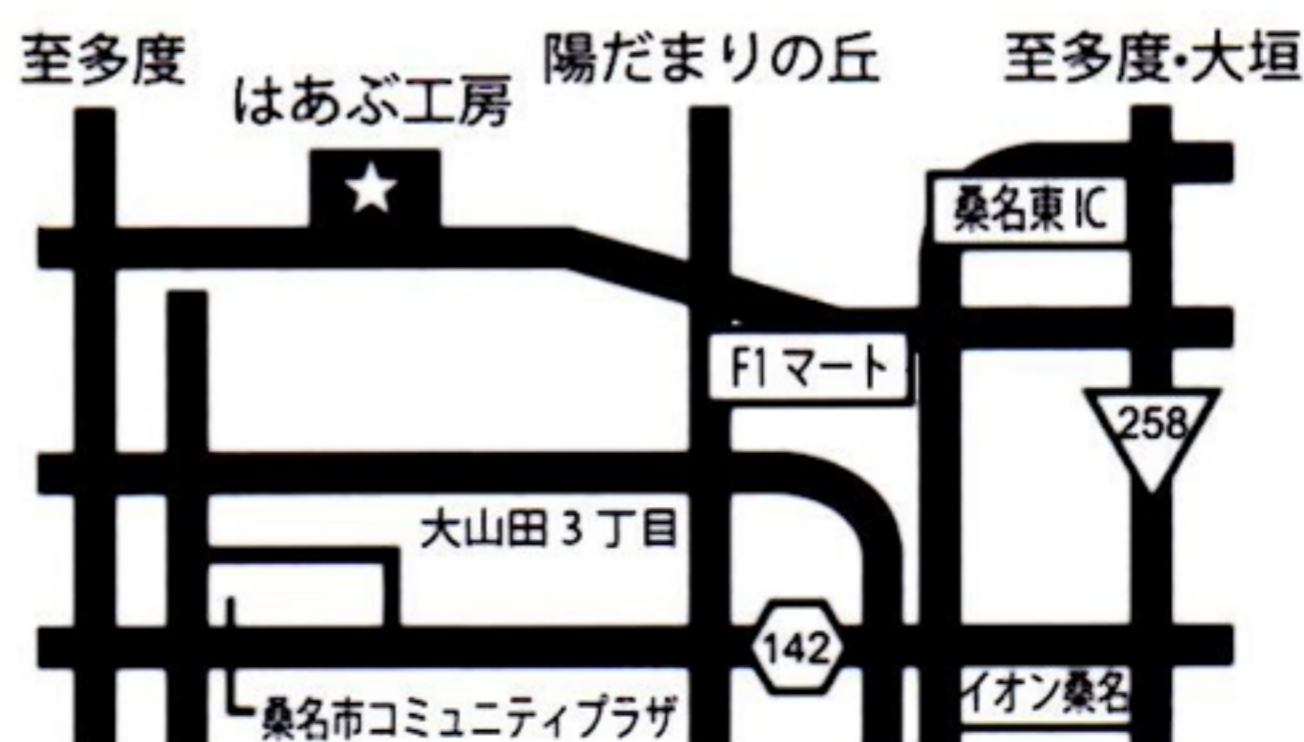 至多度
陽だまりの丘
至多度・大垣
はあぶ工房
桑名東IC
F1マート
258
大山田3丁目
142
イオン桑名
桑名市コミュニティプラザ